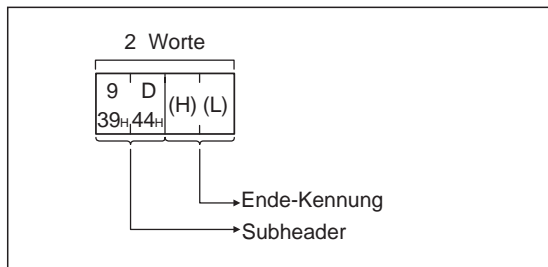 2 Worte
9 D (H) (L)
39H 44H
Ende-Kennung
Subheader